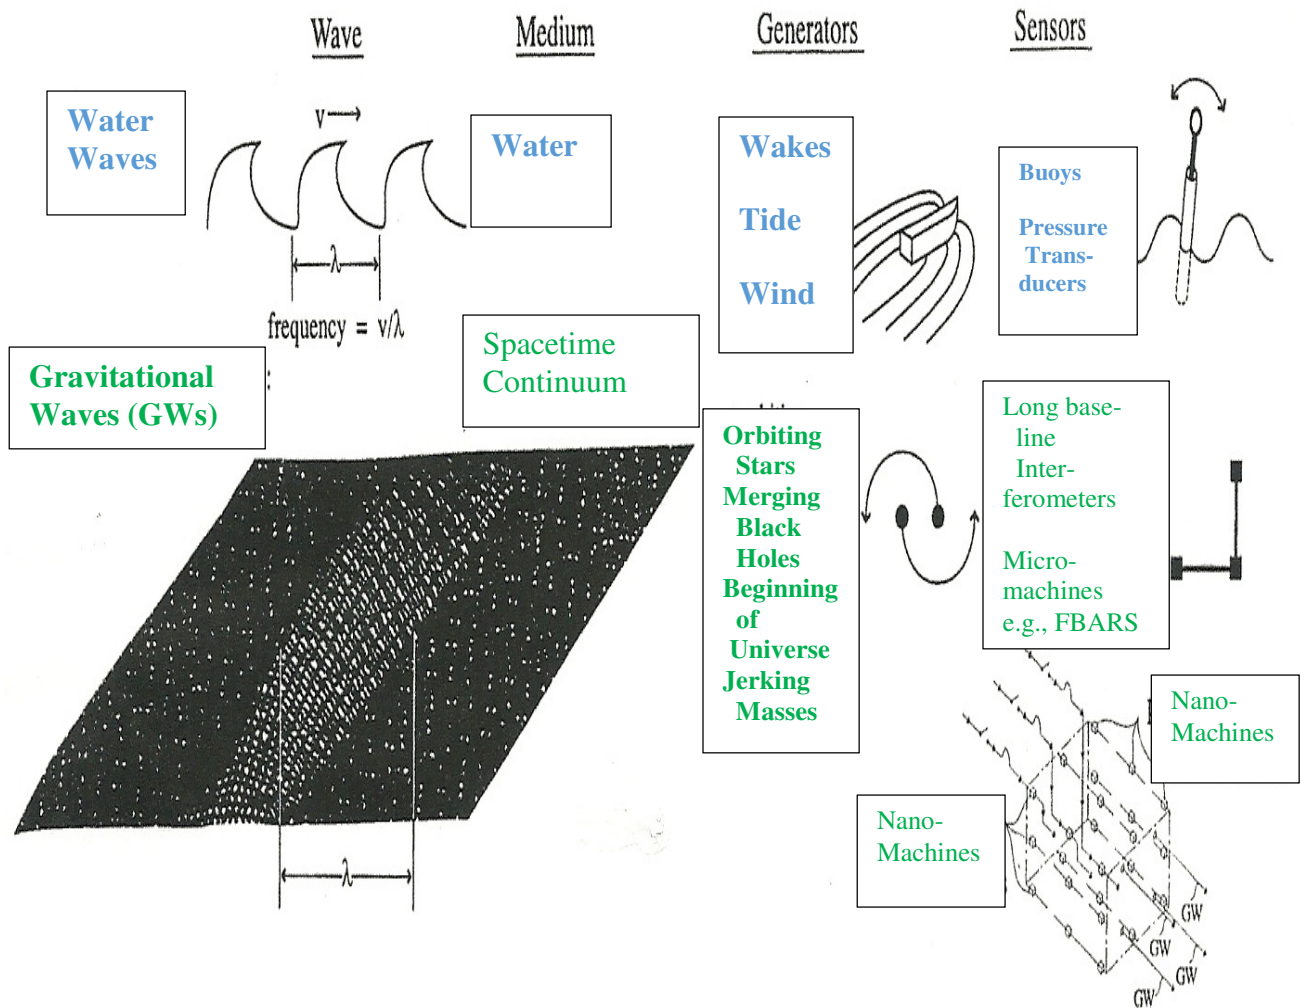 Wave
Medium
Generators
Sensors
Water
Waves
v
λ
frequency = v/λ
Water
Wakes
Tide
Wind
Buoys
Pressure
Trans-
ducers
Gravitational
Waves (GWs)
:
λ
Spacetime
Continuum
Orbiting
Stars
Merging
Black
Holes
Beginning
of
Universe
Jerking
Masses
Long base-
line
Inter-
ferometers
Micro-
machines
e.g., FBARS
Nano-
Machines
Nano-
Machines
GW
GW
GW
GW